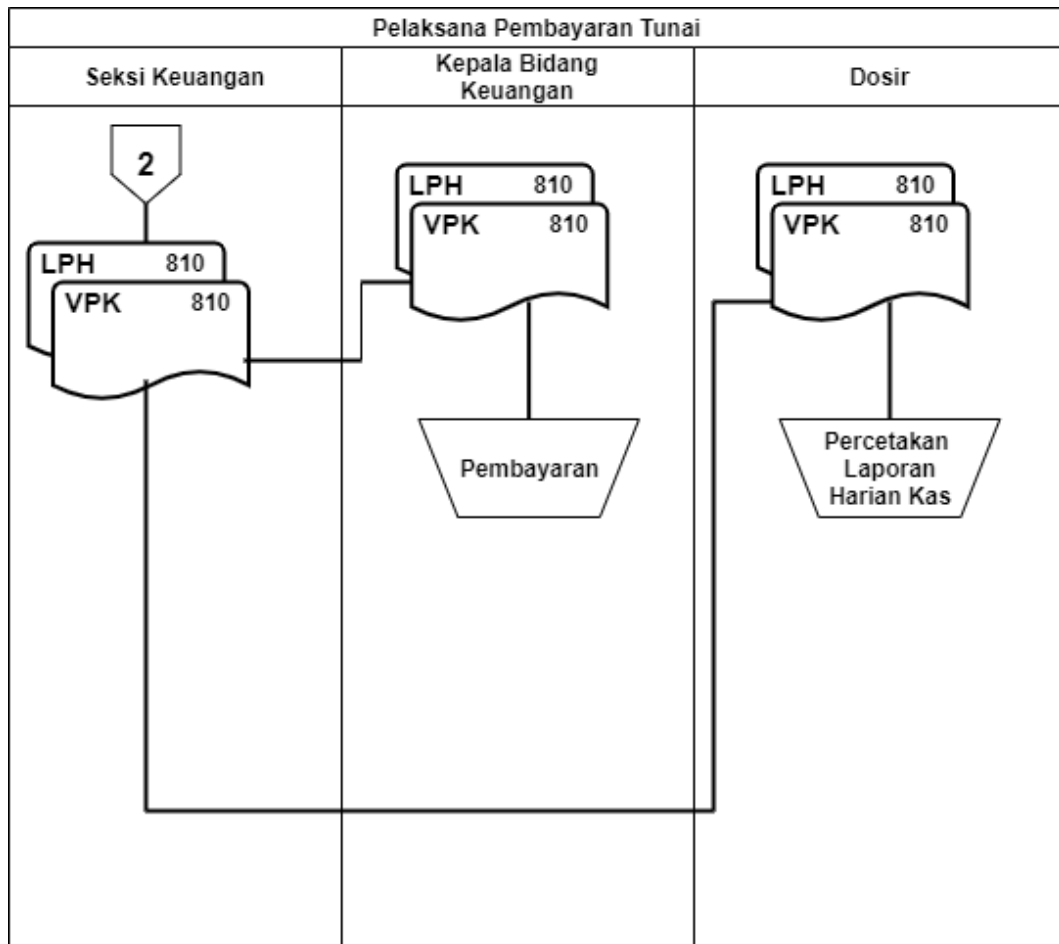 Pelaksana Pembayaran Tunai
Seksi Keuangan
Kepala Bidang
Keuangan
Dosir
2
LPH 810
VPK 810
LPH 810
VPK 810
Pembayaran
LPH 810
VPK 810
Percetakan
Laporan
Harian Kas